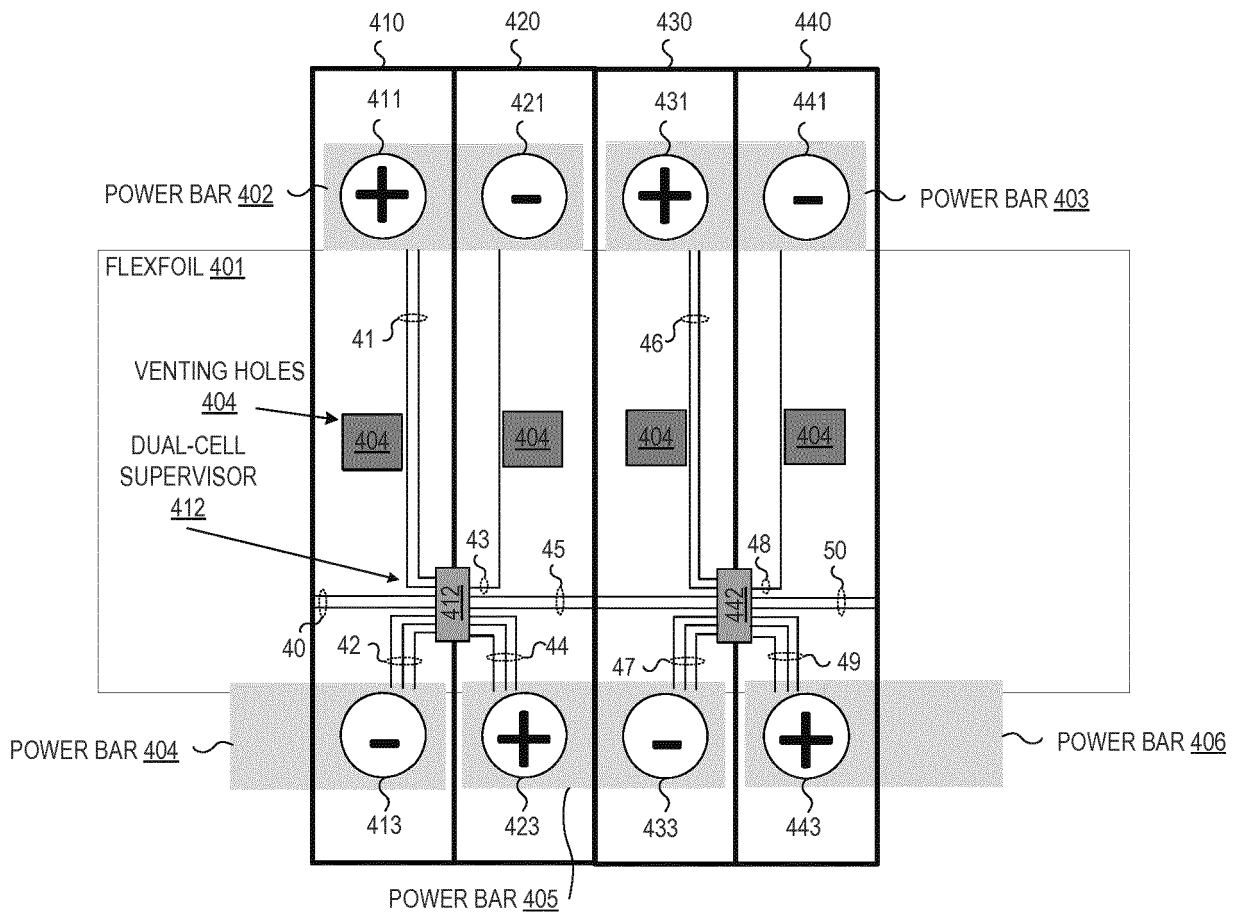 410 420 430 440
411 421 431 441
+ - + -
POWER BAR 402
POWER BAR 403
FLEXFOIL 401
41 46
VENTING HOLES
404
404 404 404 404
DUAL-CELL
SUPERVISOR
412
43 45 48 50
412 442
40 42 44 47 49
- + - +
POWER BAR 404
POWER BAR 406
413 423 433 443
POWER BAR 405